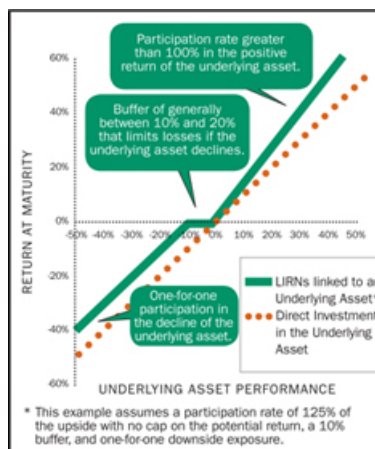 60%
Participation rate greater
than 100% in the positive
return of the underlying asset.
40%
Buffer of generally
between 10% and 20%
that limits losses if the
underlying asset declines.
20%
0%
-50% -40% -30% -20% -10% 0% 10% 20% 30% 40% 50%
-20%
One-for-one
participation in
the decline of the
underlying asset.
-40%
-60%
RETURN AT MATURITY
LIRNs linked to a
Underlying Asset*
Direct Investment
in the Underlying
Asset
UNDERLYING ASSET PERFORMANCE
* This example assumes a participation rate of 125% of
the upside with no cap on the potential return, a 10%
buffer, and one-for-one downside exposure.